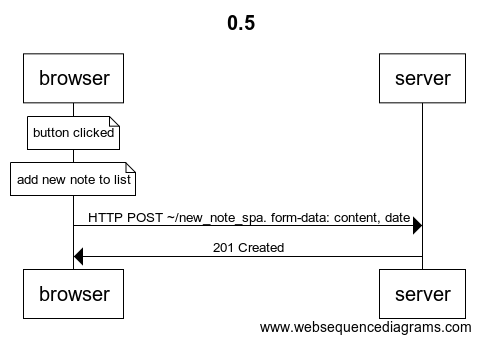 0.5
browser server
button clicked
add new note to list
HTTP POST ~/new_note_spa. form-data: content, date
201 Created
browser server
www.websequencediagrams.com